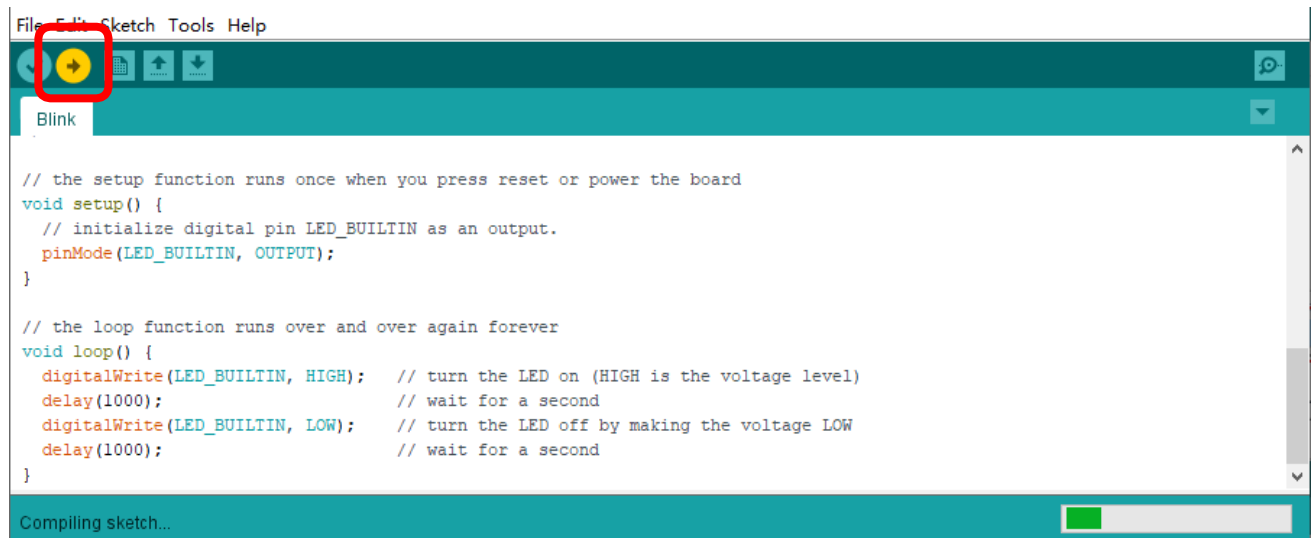 File Edit Sketch Tools Help
Blink
// the setup function runs once when you press reset or power the board
void setup() {
  // initialize digital pin LED_BUILTIN as an output.
  pinMode(LED_BUILTIN, OUTPUT);
}
// the loop function runs over and over again forever
void loop() {
  digitalWrite(LED_BUILTIN, HIGH);   // turn the LED on (HIGH is the voltage level)
  delay(1000);                       // wait for a second
  digitalWrite(LED_BUILTIN, LOW);    // turn the LED off by making the voltage LOW
  delay(1000);                       // wait for a second
}
Compiling sketch...